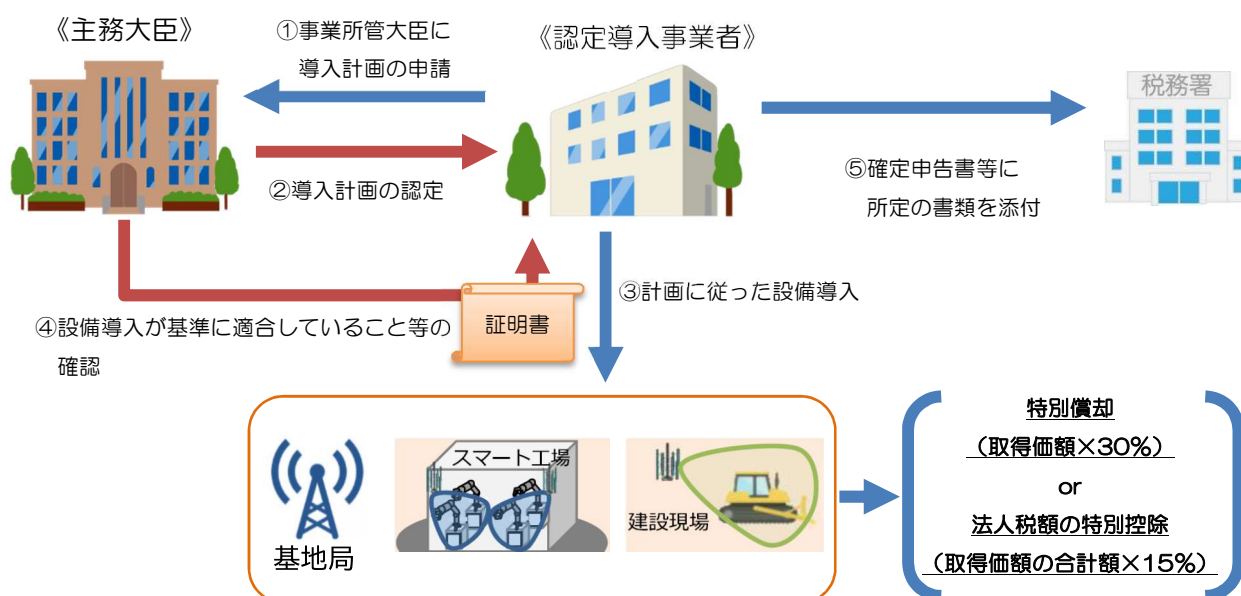 《主務大臣》
①事業所管大臣に
導入計画の申請
《認定導入事業者》
税務署
②導入計画の認定
⑤確定申告書等に
所定の書類を添付
③計画に従った設備導入
④設備導入が基準に適合していること等の
確認
証明書
基地局
スマート工場
建設現場
特別償却
（取得価額×30%）
or
法人税額の特別控除
（取得価額の合計額×15%）